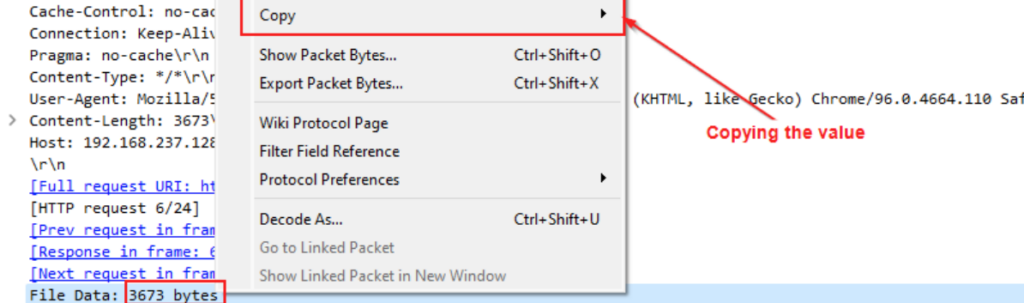 Cache-Control: no-cac
Copy
Connection: Keep-Aliv
Pragma: no-cache\r\n
Show Packet Bytes... Ctrl+Shift+O
Content-Type: */*\r\n
Export Packet Bytes... Ctrl+Shift+X
User-Agent: Mozilla/5 (KHTML, like Gecko) Chrome/96.0.4664.110 Saf
Content-Length: 3673\
Wiki Protocol Page
Copying the value
Host: 192.168.237.128
Filter Field Reference
\r\n
Protocol Preferences
[Full request URI: ht
[HTTP request 6/24]
Decode As... Ctrl+Shift+U
[Prev request in fram
Go to Linked Packet
[Response in frame: 6
Show Linked Packet in New Window
[Next request in fram
File Data: 3673 bytes